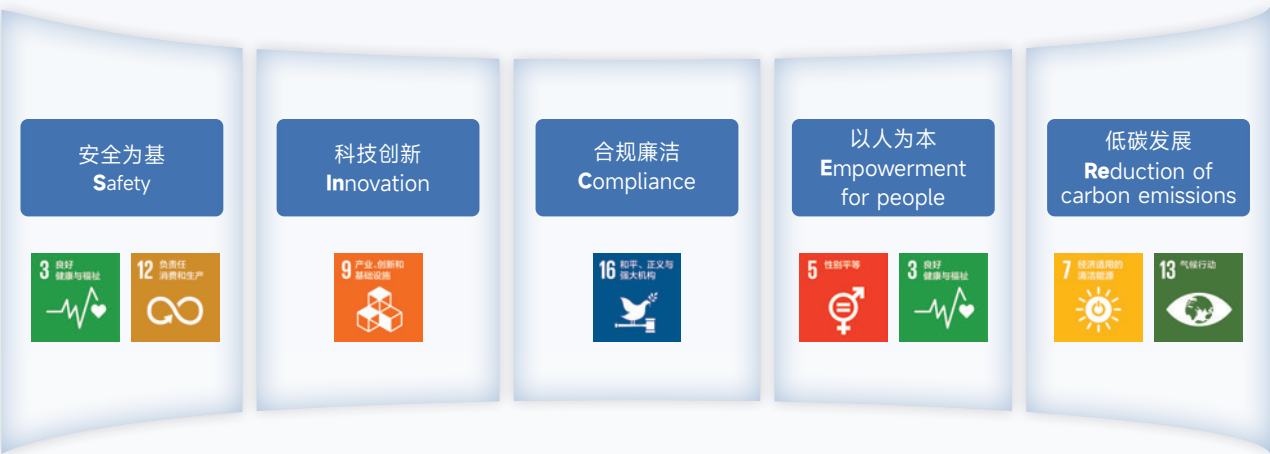 安全为基
Safety
科技创新
Innovation
合规廉洁
Compliance
以人为本
Empowerment
for people
低碳发展
Reduction of
carbon emissions
3 良好
健康与福祉
12 负责任
消费和生产
9 产业、创新和
基础设施
16 和平、正义与
强大机构
5 性别平等
3 良好
健康与福祉
7 经济适用的
清洁能源
13 气候行动